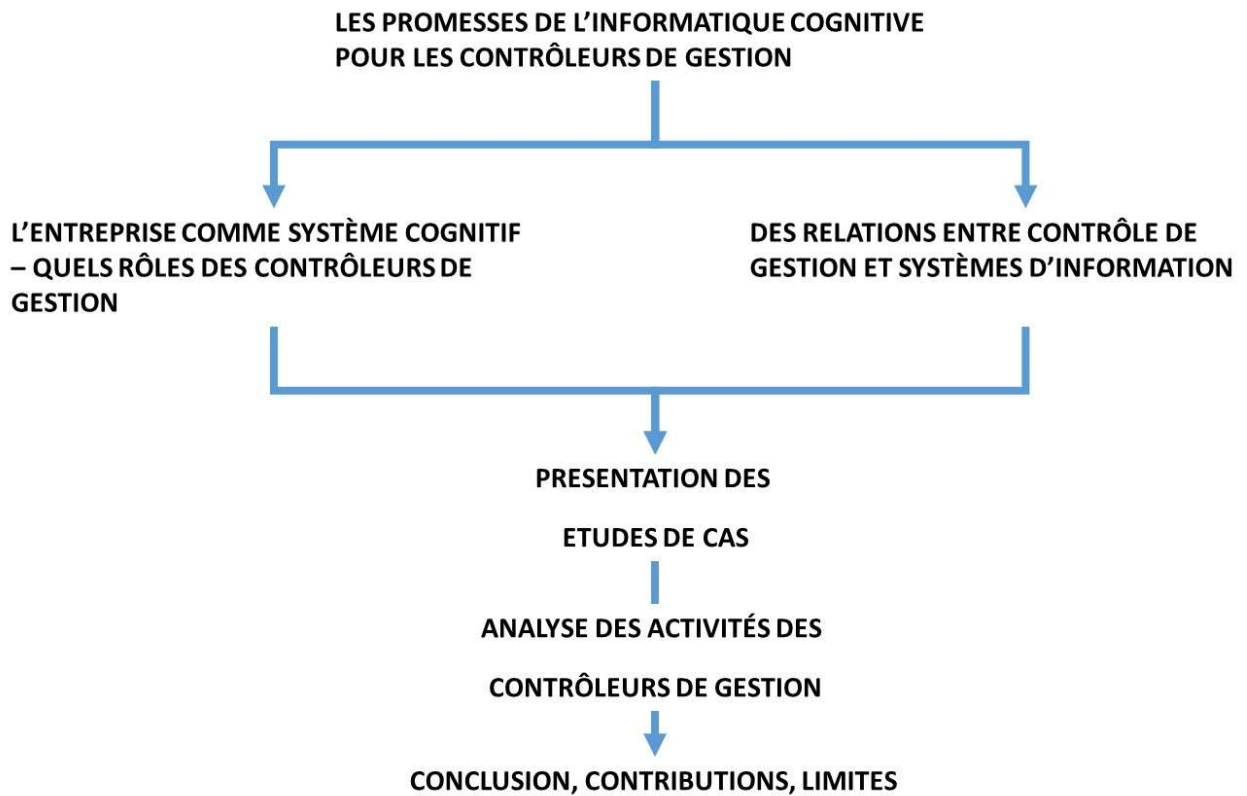 LES PROMESSES DE L'INFORMATIQUE COGNITIVE
POUR LES CONTRÔLEURS DE GESTION
L'ENTREPRISE COMME SYSTÈME COGNITIF
– QUELS RÔLES DES CONTRÔLEURS DE
GESTION
DES RELATIONS ENTRE CONTRÔLE DE
GESTION ET SYSTÈMES D'INFORMATION
PRESENTATION DES
ETUDES DE CAS
ANALYSE DES ACTIVITÉS DES
CONTRÔLEURS DE GESTION
CONCLUSION, CONTRIBUTIONS, LIMITES